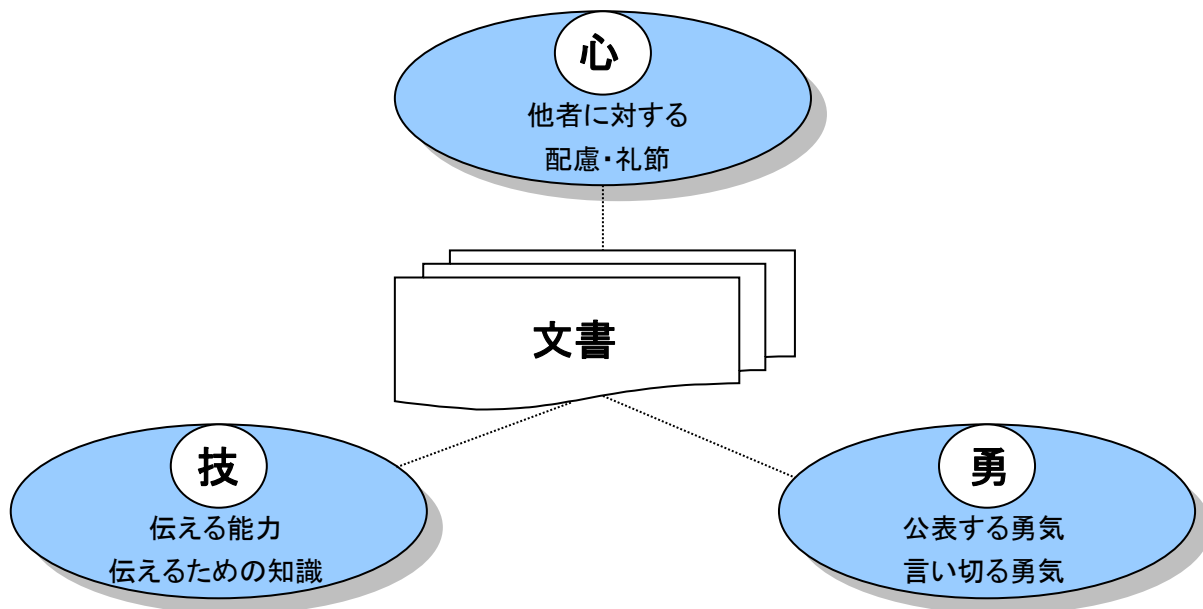 心
他者に対する
配慮・礼節
文書
技
伝える能力
伝えるための知識
勇
公表する勇気
言い切る勇気